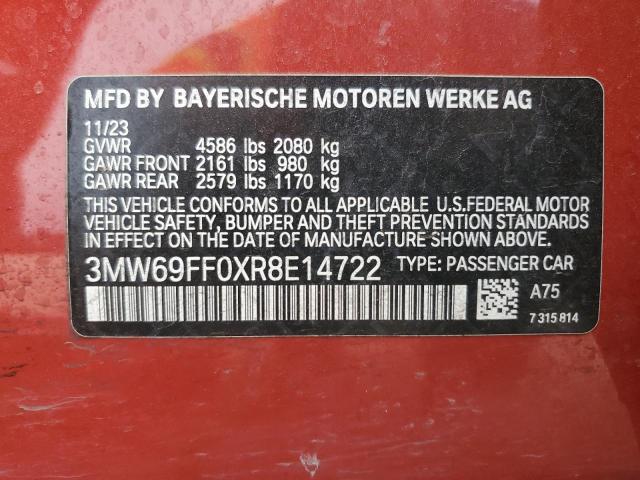 MFD BY BAYERISCHE MOTOREN WERKE AG
11/23
GVWR 4586 lbs 2080 kg
GAWR FRONT 2161 lbs 980 kg
GAWR REAR 2579 lbs 1170 kg
THIS VEHICLE CONFORMS TO ALL APPLICABLE U.S.FEDERAL MOTOR
VEHICLE SAFETY, BUMPER AND THEFT PREVENTION STANDARDS
IN EFFECT ON THE DATE OF MANUFACTURE SHOWN ABOVE.
3MW69FF0XR8E14722 TYPE: PASSENGER CAR
A75
7 315 814